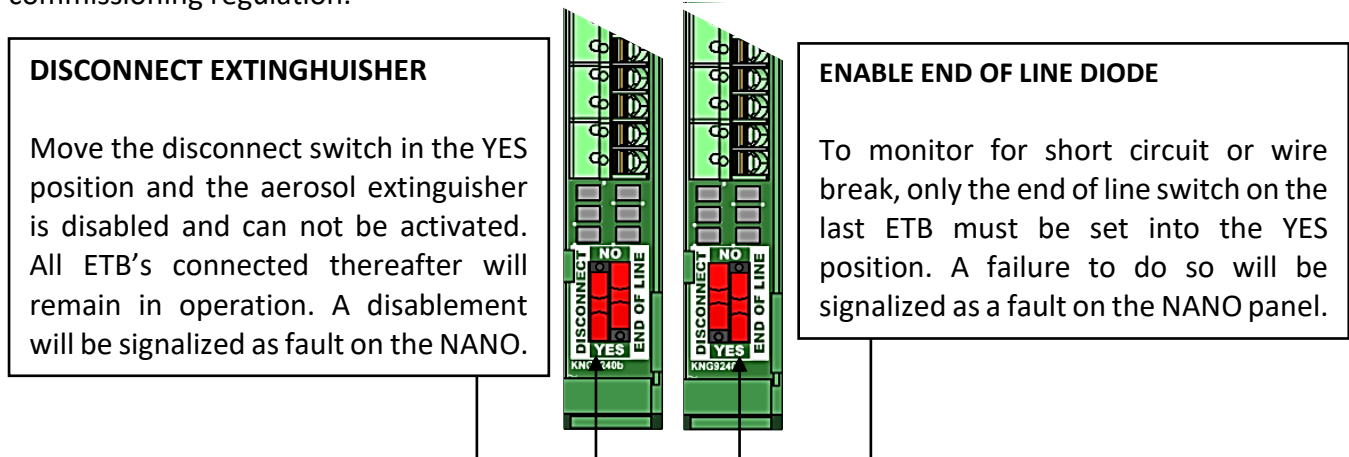 commissioning regulation.
DISCONNECT EXTINGHUISHER
Move the disconnect switch in the YES
position and the aerosol extinguisher
is disabled and can not be activated.
All ETB’s connected thereafter will
remain in operation. A disablement
will be signalized as fault on the NANO.
NO
DISCONNECT
END OF LINE
YES
NO
DISCONNECT
END OF LINE
YES
ENABLE END OF LINE DIODE
To monitor for short circuit or wire
break, only the end of line switch on the
last ETB must be set into the YES
position. A failure to do so will be
signalized as a fault on the NANO panel.